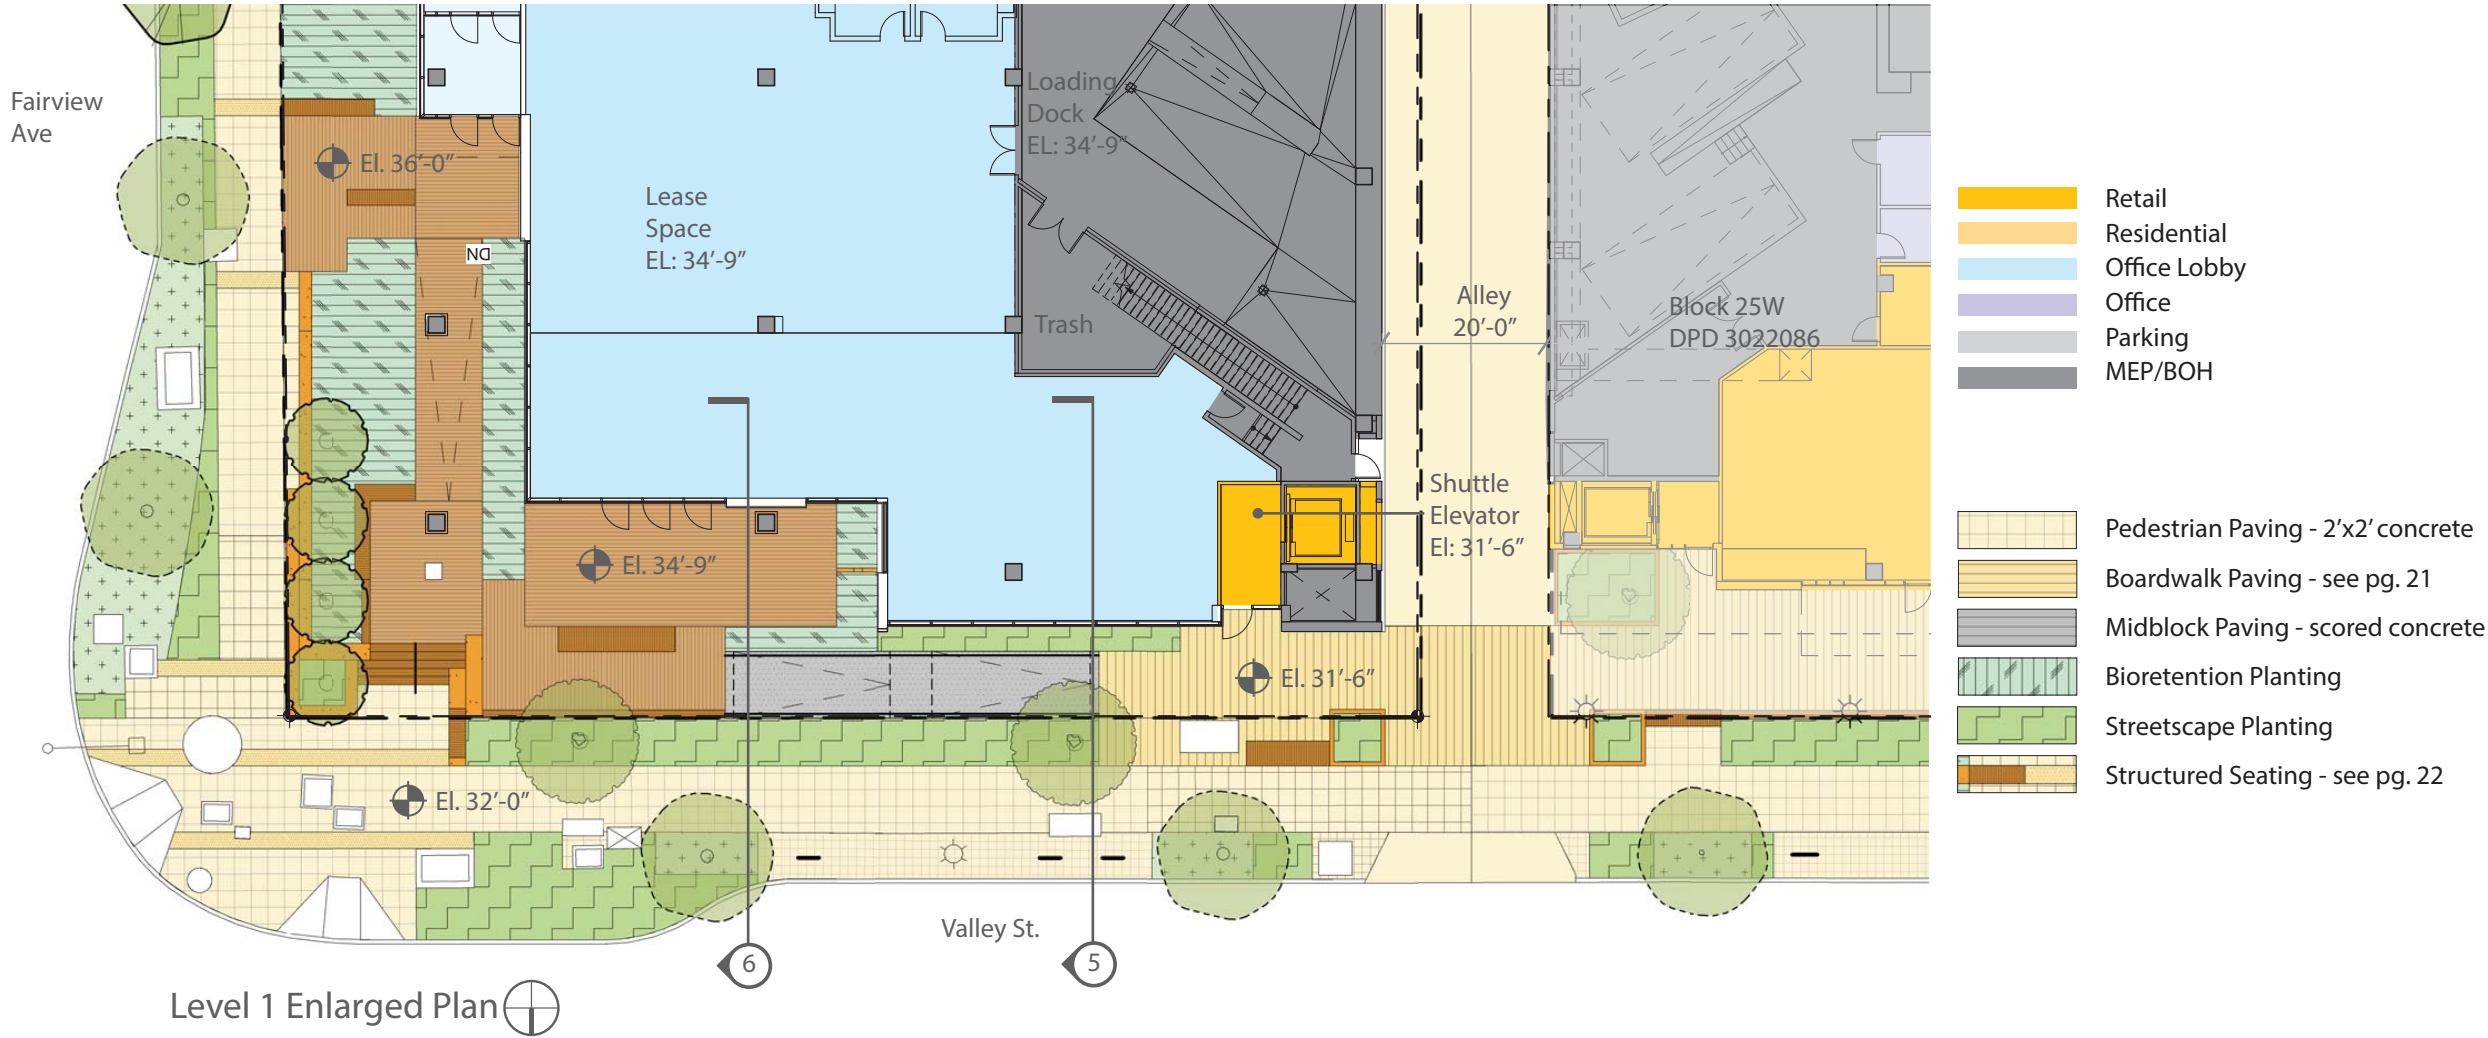 Fairview
Ave
El. 36’-0”
DN
Lease
Space
EL: 34’-9”
Loading
Dock
EL: 34’-9”
Trash
Alley
20’-0”
Block 25W
DPD 3022086
Shuttle
Elevator
El: 31’-6”
El. 34’-9”
El. 31’-6”
El. 32’-0”
Valley St.
6
5
Level 1 Enlarged Plan
Retail
Residential
Office Lobby
Office
Parking
MEP/BOH
Pedestrian Paving - 2’x2’ concrete
Boardwalk Paving - see pg. 21
Midblock Paving - scored concrete
Bioretention Planting
Streetscape Planting
Structured Seating - see pg. 22